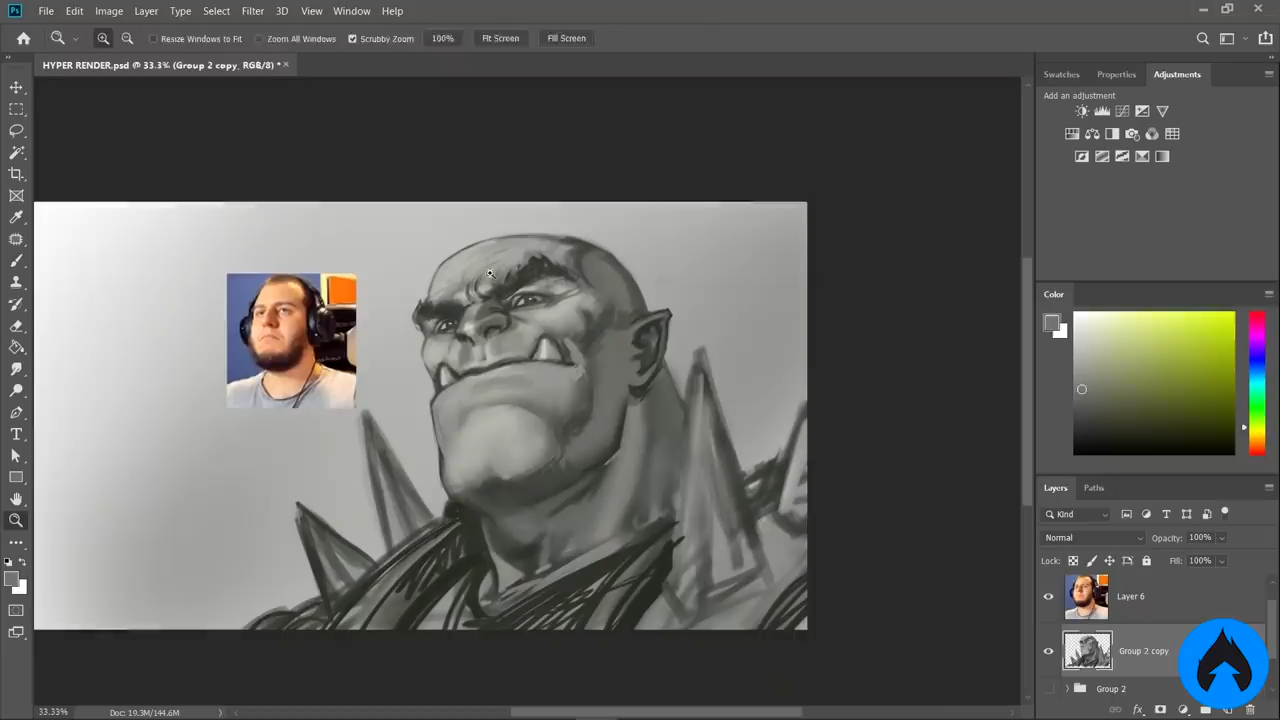 File Edit Image Layer Type Select Filter 3D View Window Help
Resize Windows to Fit Zoom All Windows Scrubby Zoom 100% Fit Screen Fill Screen
HYPER RENDER.psd @ 33.3% (Group 2 copy, RGB/8) *
Swatches Properties Adjustments
Add an adjustment
Color
Layers Paths
Kind
Normal Opacity: 100%
Lock: Fill: 100%
Layer 6
Group 2 copy
Group 2
33.33% Doc: 19.3M/144.6M